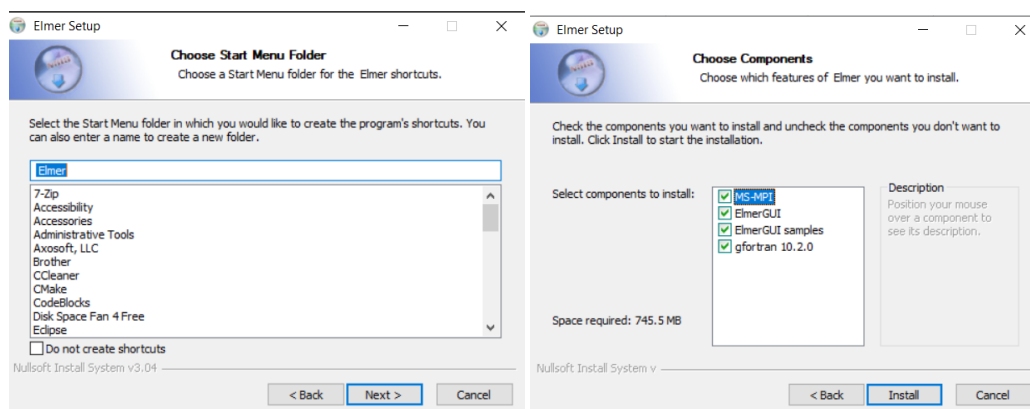 Elmer Setup
Choose Start Menu Folder
Choose a Start Menu folder for the Elmer shortcuts.
Select the Start Menu folder in which you would like to create the program's shortcuts. You
can also enter a name to create a new folder.
Elmer
7-Zip
Accessibility
Accessories
Administrative Tools
Axosoft, LLC
Brother
CCleaner
CMake
CodeBlocks
Disk Space Fan 4 Free
Eclipse
Do not create shortcuts
Nullsoft Install System v3.04
< Back
Next >
Cancel
Elmer Setup
Choose Components
Choose which features of Elmer you want to install.
Check the components you want to install and uncheck the components you don't want to
install. Click Install to start the installation.
Select components to install:
MS-MPI
ElmerGUI
ElmerGUI samples
gfortran 10.2.0
Description
Position your mouse
over a component to
see its description.
Space required: 745.5 MB
Nullsoft Install System v
< Back
Install
Cancel